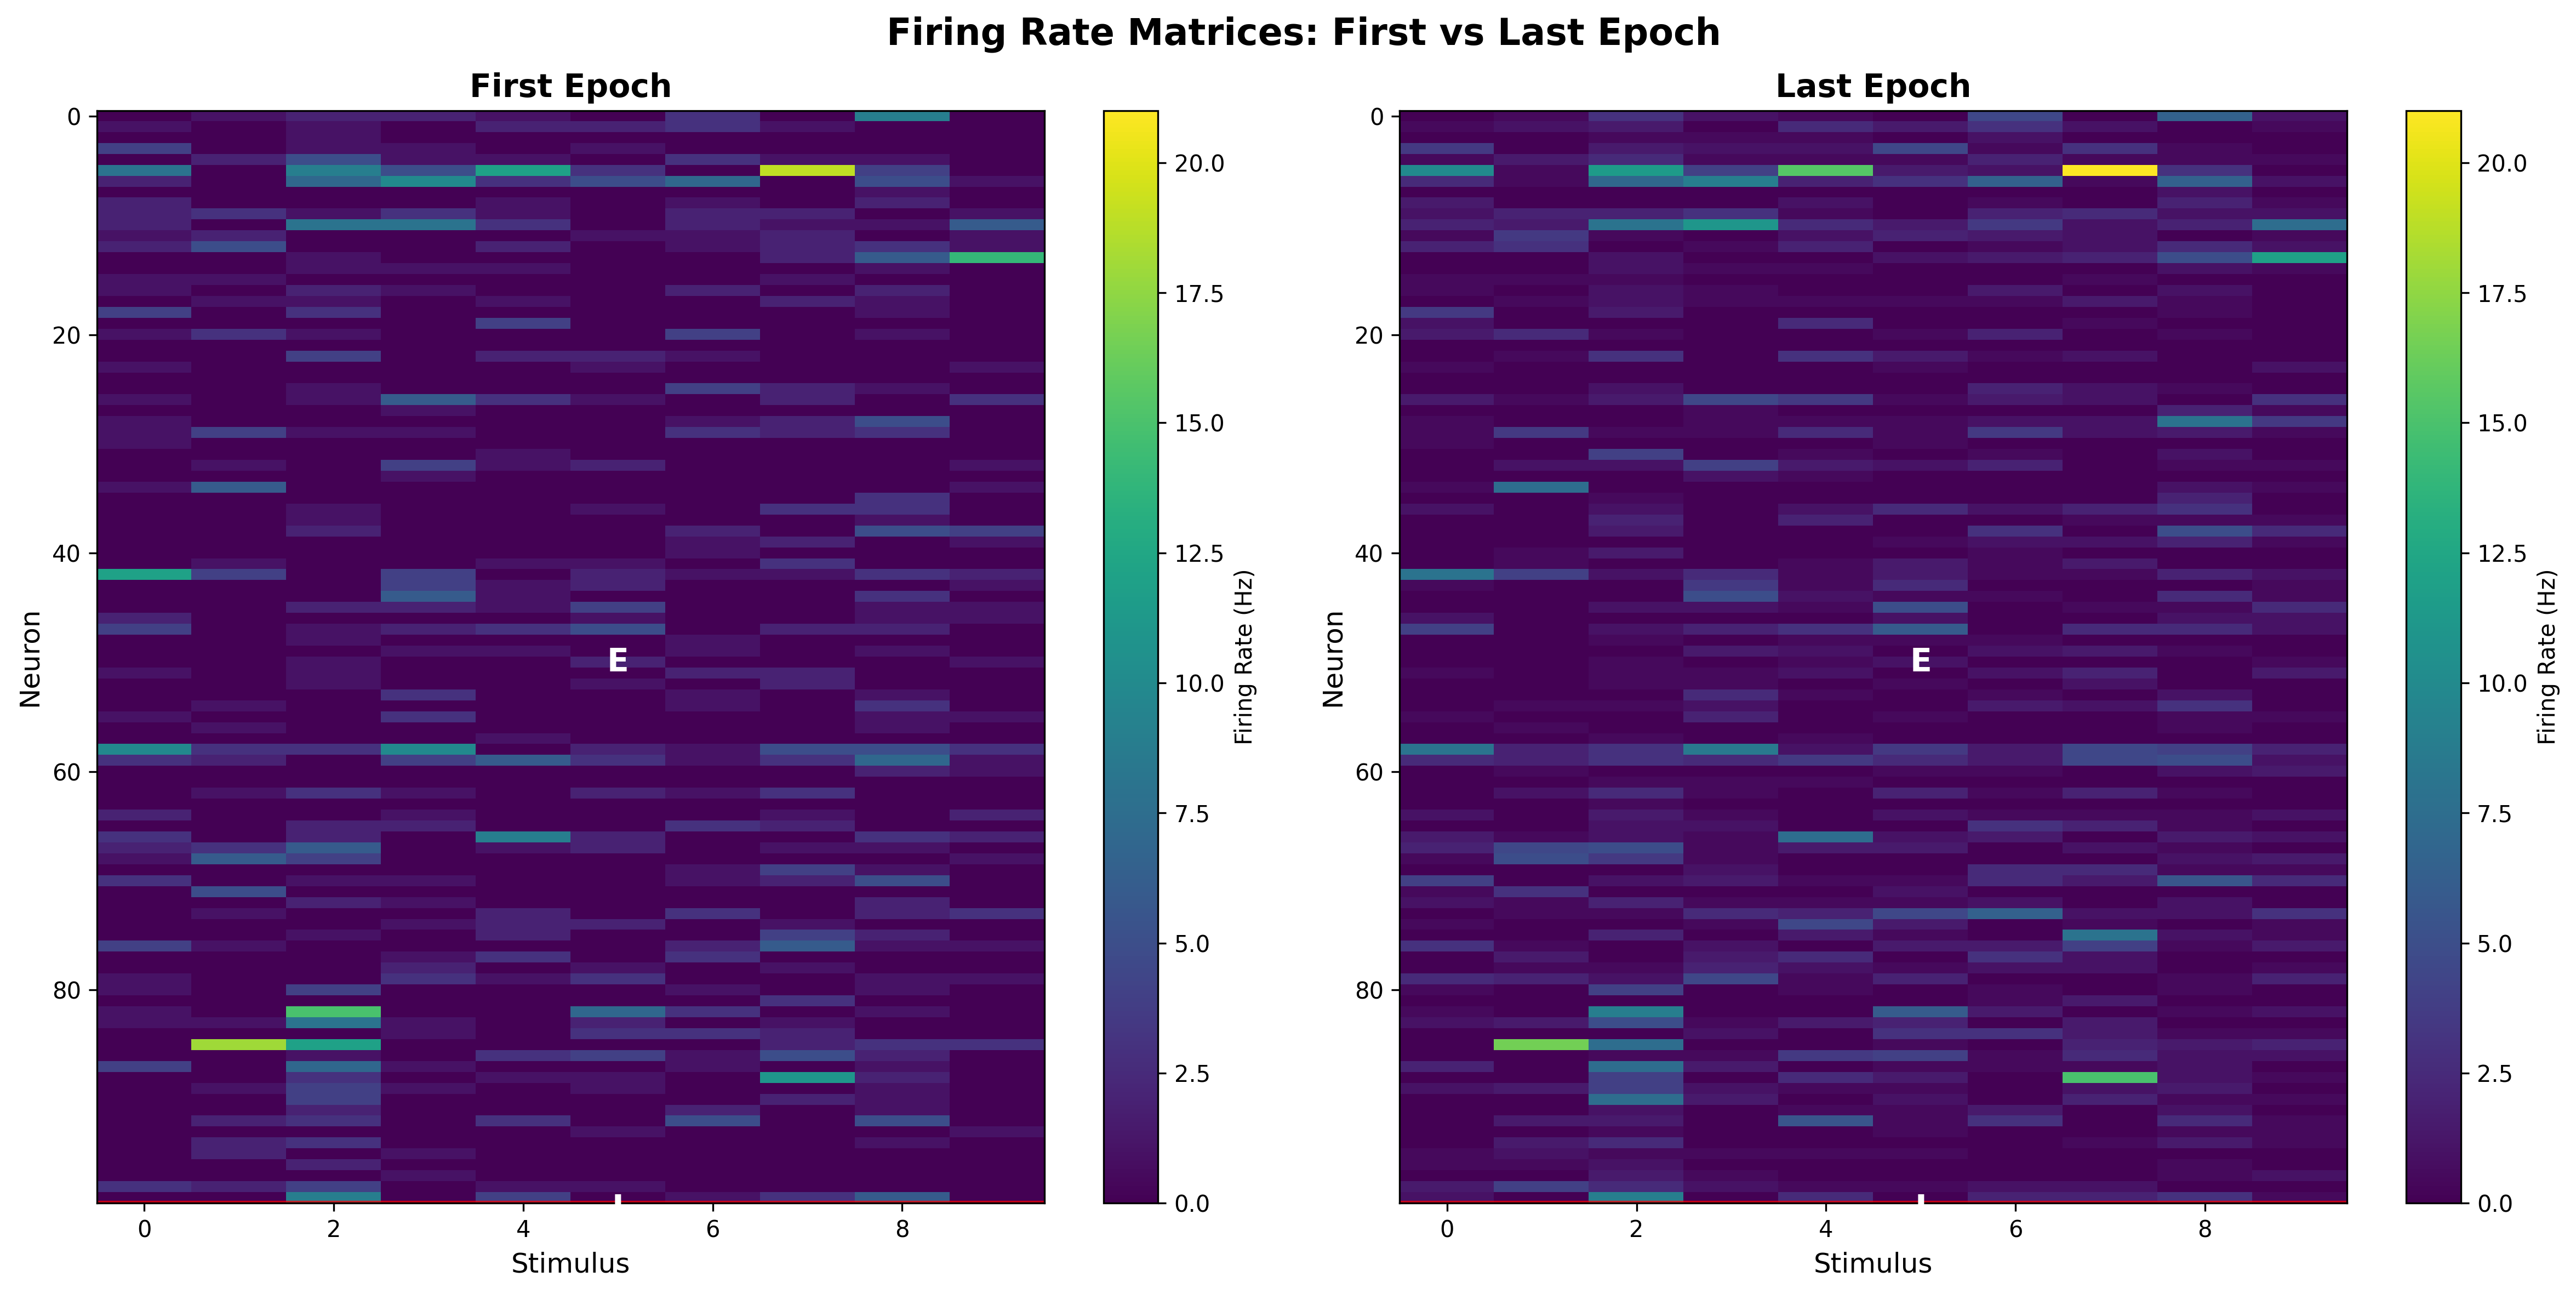 Firing Rate Matrices: First vs Last Epoch
First Epoch
Neuron
0
20
40
60
80
E
I
0 2 4 6 8
Stimulus
20.0
17.5
15.0
12.5
10.0
7.5
5.0
2.5
0.0
Firing Rate (Hz)
Last Epoch
Neuron
0
20
40
60
80
E
I
0 2 4 6 8
Stimulus
20.0
17.5
15.0
12.5
10.0
7.5
5.0
2.5
0.0
Firing Rate (Hz)